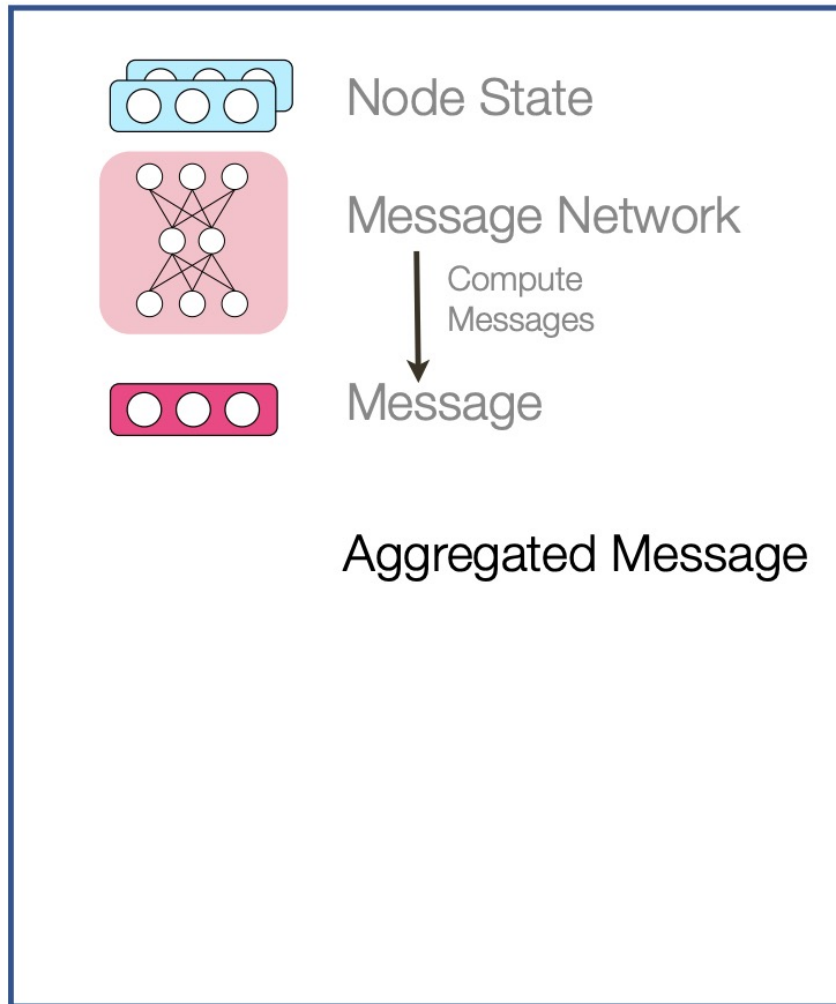 Node State
Message Network
Compute
Messages
Message
Aggregated Message